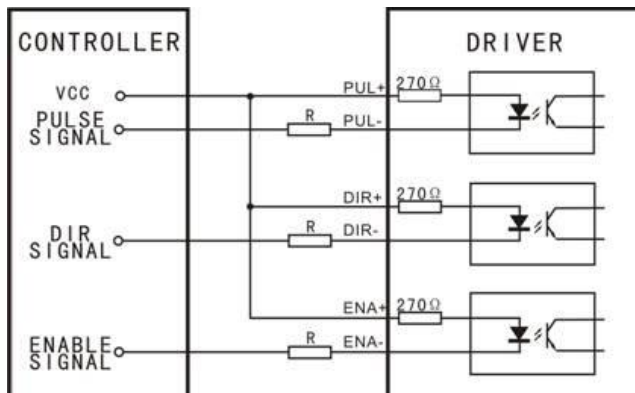 CONTROLLER
DRIVER
VCC
PUL+ 270Ω
PULSE
SIGNAL
R
PUL-
DIR+ 270Ω
DIR
SIGNAL
R
DIR-
ENA+ 270Ω
ENABLE
SIGNAL
R
ENA-